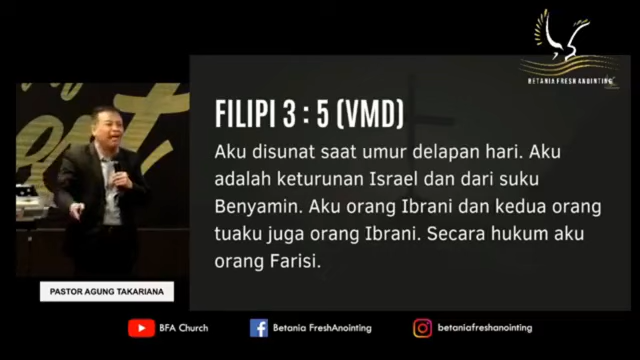 BETANIA FRESH ANOINTING
FILIPI 3 : 5 (VMD)
Aku disunat saat umur delapan hari. Aku
adalah keturunan Israel dan dari suku
Benyamin. Aku orang Ibrani dan kedua orang
tuaku juga orang Ibrani. Secara hukum aku
orang Farisi.
PASTOR AGUNG TAKARIANA
BFA Church
Betania FreshAnointing
betaniafreshanointing